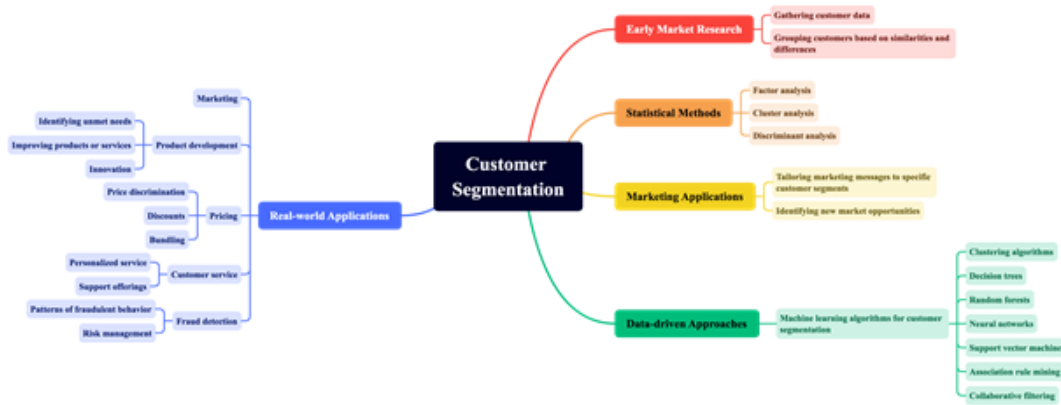 Customer
Segmentation
Early Market Research
Gathering customer data
Grouping customers based on similarities and
differences
Statistical Methods
Factor analysis
Cluster analysis
Discriminant analysis
Marketing Applications
Tailoring marketing messages to specific
customer segments
Identifying new market opportunities
Data-driven Approaches
Machine learning algorithms for customer
segmentation
Clustering algorithms
Decision trees
Random forests
Neural networks
Support vector machine
Association rule mining
Collaborative filtering
Real-world Applications
Marketing
Product development
Identifying unmet needs
Improving products or services
Innovation
Pricing
Price discrimination
Discounts
Bundling
Customer service
Personalized service
Support offerings
Fraud detection
Patterns of fraudulent behavior
Risk management